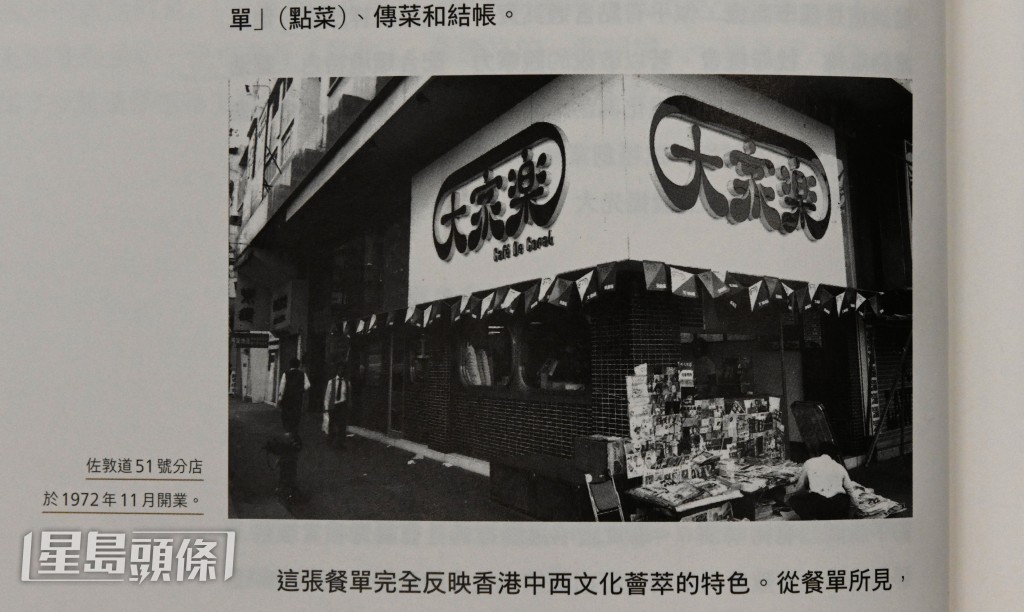 單」（點菜）、傳菜和結帳。
大家楽
Café De Coral
大家楽
佐敦道51號分店
於1972年11月開業。
星島頭條
這張餐單完全反映香港中西文化薈萃的特色。從餐單所見，